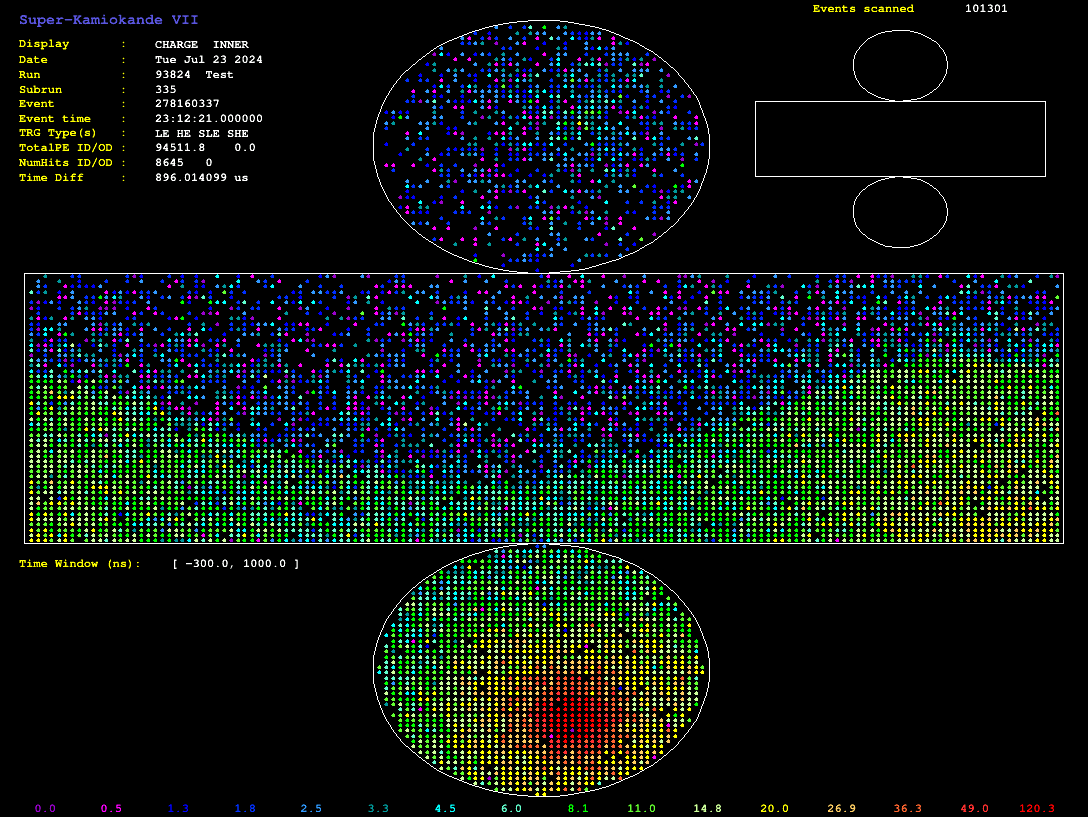 Super-Kamiokande VII
Events scanned 101301
Display : CHARGE INNER
Date : Tue Jul 23 2024
Run : 93824 Test
Subrun : 335
Event : 278160337
Event time : 23:12:21.000000
TRG Type(s) : LE HE SLE SHE
TotalPE ID/OD : 94511.8 0.0
NumHits ID/OD : 8645 0
Time Diff : 896.014099 us
Time Window (ns): [ -300.0, 1000.0 ]
0.0 0.5 1.3 1.8 2.5 3.3 4.5 6.0 8.1 11.0 14.8 20.0 26.9 36.3 49.0 120.3